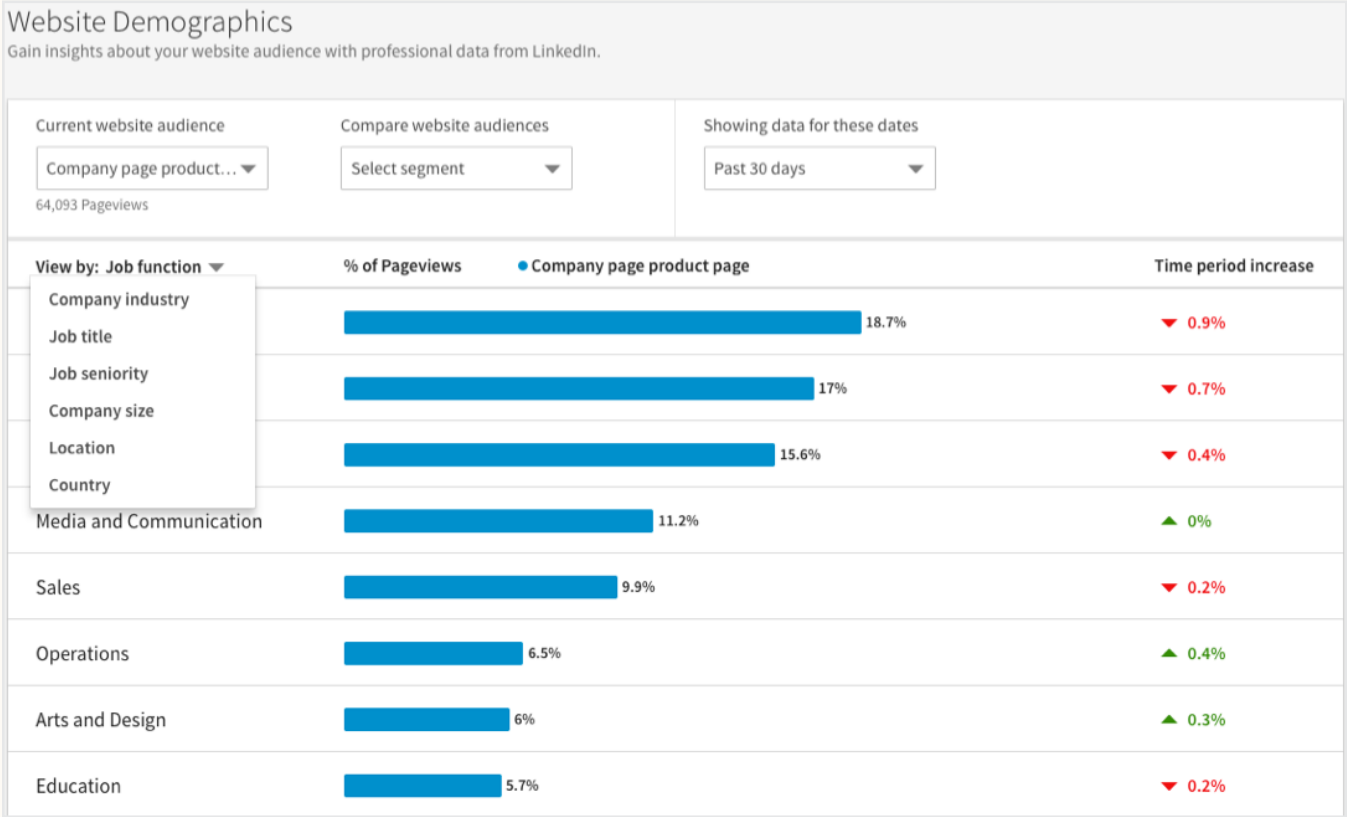 Website Demographics
Gain insights about your website audience with professional data from LinkedIn.
Current website audience
Compare website audiences
Showing data for these dates
Company page product...
Select segment
Past 30 days
64,093 Pageviews
View by: Job function
% of Pageviews
Company page product page
Time period increase
Company industry
Job title
Job seniority
Company size
Location
Country
18.7%
0.9%
17%
0.7%
15.6%
0.4%
Media and Communication
11.2%
0%
Sales
9.9%
0.2%
Operations
6.5%
0.4%
Arts and Design
6%
0.3%
Education
5.7%
0.2%